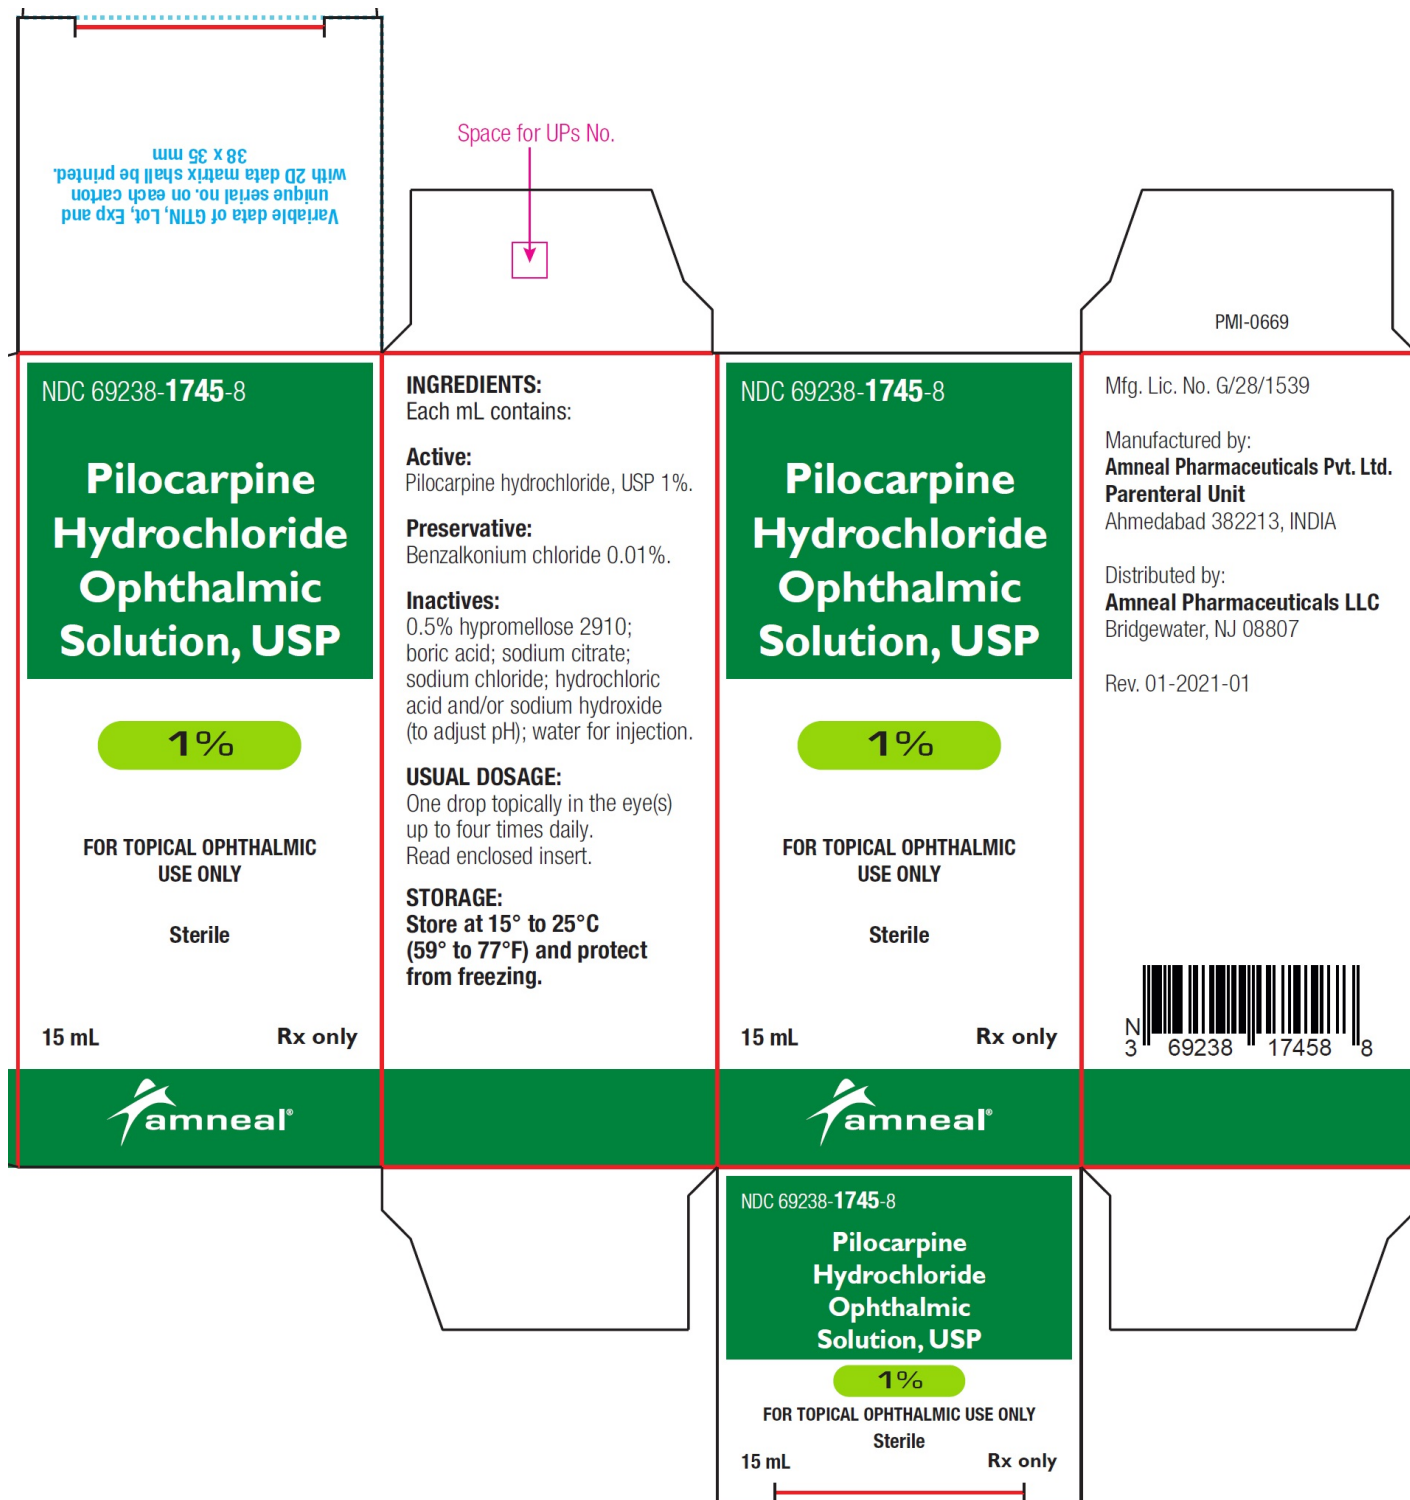 Variable data of GTIN, Lot, Exp and
unique serial no. on each carton
with 2D data matrix shall be printed.
38 x 35 mm
Space for UPs No.
PMI-0669
NDC 69238-1745-8
Pilocarpine
Hydrochloride
Ophthalmic
Solution, USP
1%
FOR TOPICAL OPHTHALMIC
USE ONLY
Sterile
15 mL
Rx only
amneal®
INGREDIENTS:
Each mL contains:
Active:
Pilocarpine hydrochloride, USP 1%.
Preservative:
Benzalkonium chloride 0.01%.
Inactives:
0.5% hypromellose 2910;
boric acid; sodium citrate;
sodium chloride; hydrochloric
acid and/or sodium hydroxide
(to adjust pH); water for injection.
USUAL DOSAGE:
One drop topically in the eye(s)
up to four times daily.
Read enclosed insert.
STORAGE:
Store at 15° to 25°C
(59° to 77°F) and protect
from freezing.
NDC 69238-1745-8
Pilocarpine
Hydrochloride
Ophthalmic
Solution, USP
1%
FOR TOPICAL OPHTHALMIC
USE ONLY
Sterile
15 mL
Rx only
amneal®
Mfg. Lic. No. G/28/1539
Manufactured by:
Amneal Pharmaceuticals Pvt. Ltd.
Parenteral Unit
Ahmedabad 382213, INDIA
Distributed by:
Amneal Pharmaceuticals LLC
Bridgewater, NJ 08807
Rev. 01-2021-01
N
3 69238 17458 8
NDC 69238-1745-8
Pilocarpine
Hydrochloride
Ophthalmic
Solution, USP
1%
FOR TOPICAL OPHTHALMIC USE ONLY
Sterile
15 mL
Rx only